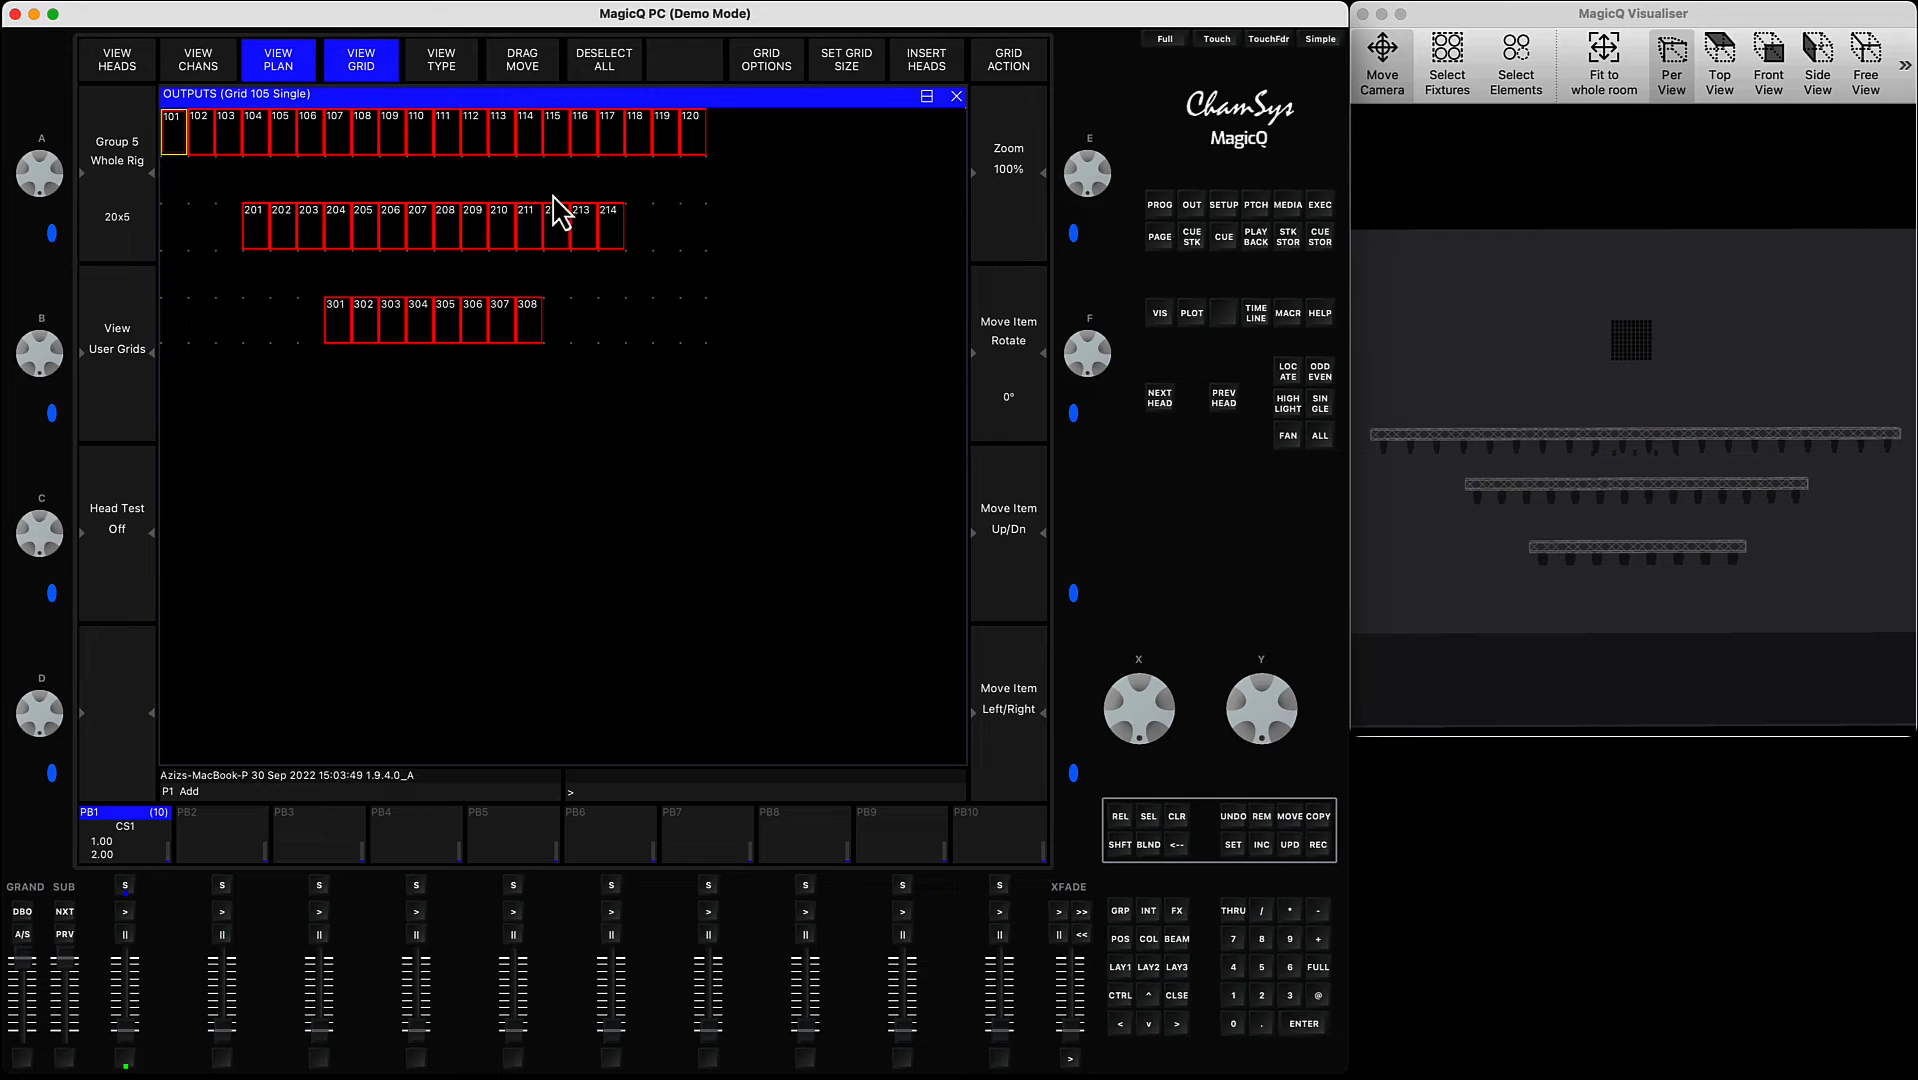 MagicQ PC (Demo Mode)
MagicQ Visualiser
VIEW HEADS
VIEW CHANS
VIEW PLAN
VIEW GRID
VIEW TYPE
DRAG MOVE
DESELECT ALL
GRID OPTIONS
SET GRID SIZE
INSERT HEADS
GRID ACTION
Full
Touch
TouchFdr
Simple
Move Camera
Select Fixtures
Select Elements
Fit to whole room
Per View
Top View
Front View
Side View
Free View
»
OUTPUTS (Grid 105 Single)
101 102 103 104 105 106 107 108 109 110 111 112 113 114 115 116 117 118 119 120
201 202 203 204 205 206 207 208 209 210 211 213 214
301 302 303 304 305 306 307 308
Group 5
Whole Rig
20x5
View
User Grids
Head Test
Off
Zoom
100%
Move Item
Rotate
0°
Move Item
Up/Dn
Move Item
Left/Right
A
B
C
D
E
F
X
Y
ChamSys
MagicQ
PROG OUT SETUP PTCH MEDIA EXEC
PAGE CUE STK CUE PLAY BACK STK STOR CUE STOR
VIS PLOT TIME LINE MACR HELP
LOC ATE ODD EVEN
NEXT HEAD PREV HEAD HIGH LIGHT SIN GLE
FAN ALL
Azizs-MacBook-P 30 Sep 2022 15:03:49 1.9.4.0_A
P1 Add
>
PB1 (10) PB2 PB3 PB4 PB5 PB6 PB7 PB8 PB9 PB10
CS1
1.00
2.00
REL SEL CLR UNDO REM MOVE COPY
SHFT BLND <-- SET INC UPD REC
GRAND SUB S S S S S S S S S S XFADE
DBO NXT > > > > > > > > > > > >>
A/S PRV II II II II II II II II II II II <<
GRP INT FX THRU / * -
POS COL BEAM 7 8 9 +
LAY1 LAY2 LAY3 4 5 6 FULL
CTRL ^ CLSE 1 2 3 @
< v > 0 . ENTER
>